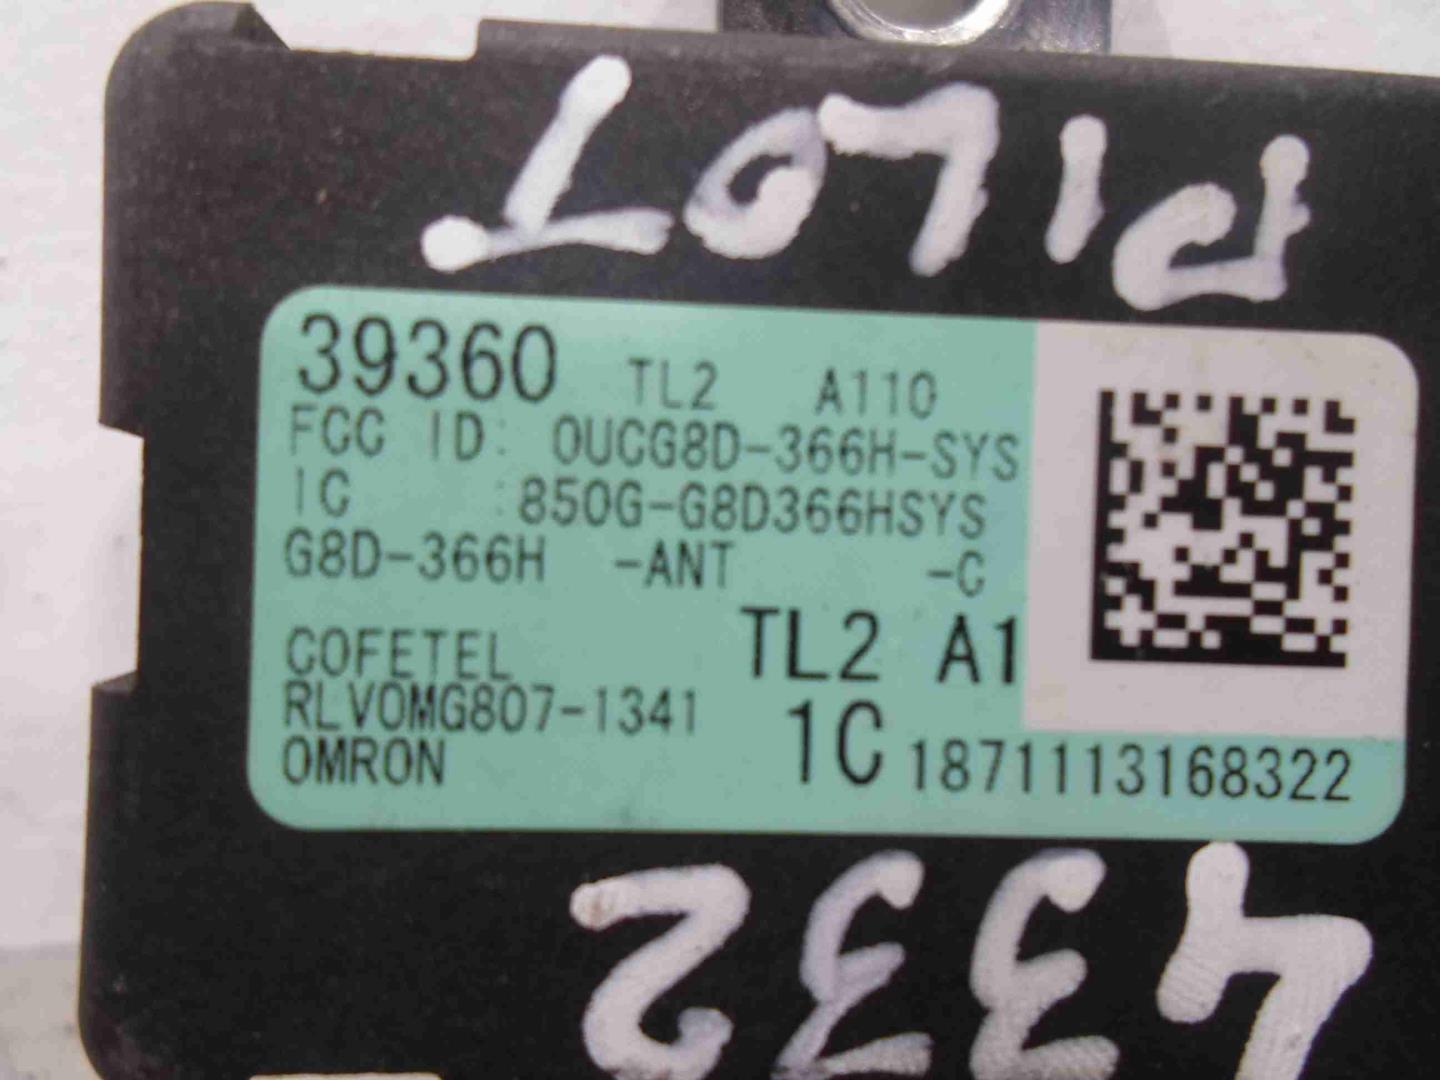 PILOT
39360 TL2 A110
FCC ID: OUCG8D-366H-SYS
IC :850G-G8D366HSYS
G8D-366H -ANT -C
TL2 A1
COFETEL
RLVOMG807-1341
1C 1871113168322
OMRON
4332